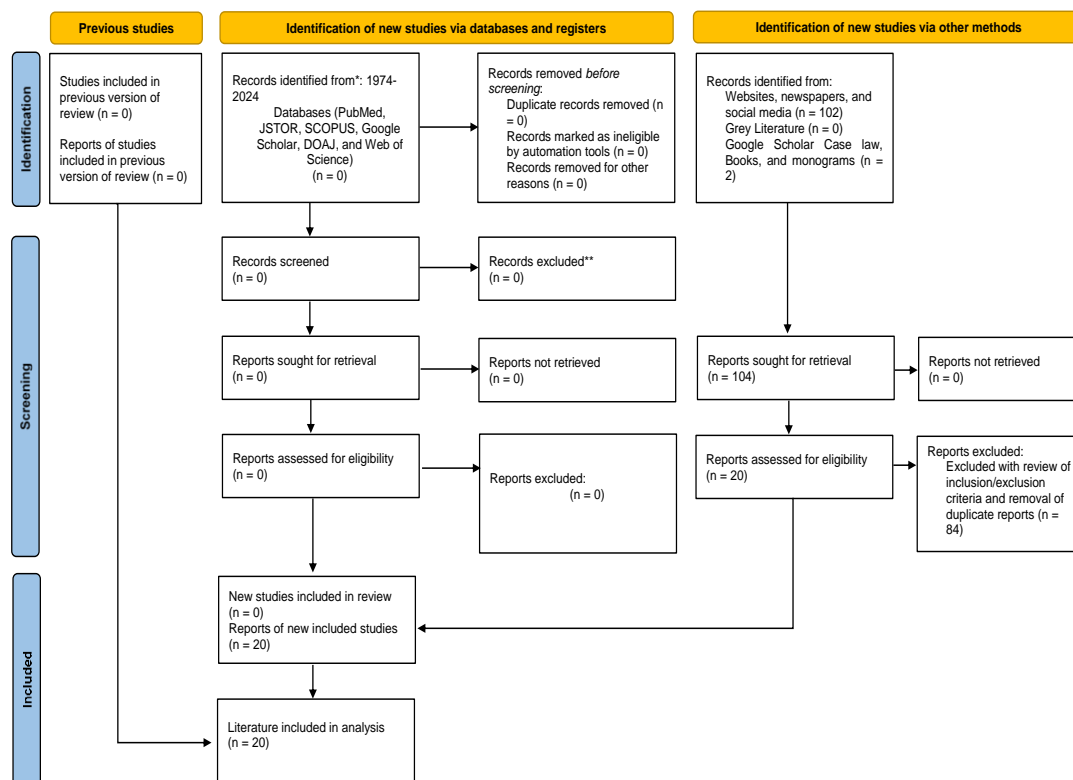 Previous studies
Identification of new studies via databases and registers
Identification of new studies via other methods
Identification
Studies included in
previous version of
review (n = 0)
Reports of studies
included in previous
version of review (n = 0)
Records identified from*: 1974-
2024
Databases (PubMed,
JSTOR, SCOPUS, Google
Scholar, DOAJ, and Web of
Science)
(n = 0)
Records removed before
screening:
Duplicate records removed (n
= 0)
Records marked as ineligible
by automation tools (n = 0)
Records removed for other
reasons (n = 0)
Records identified from:
Websites, newspapers, and
social media (n = 102)
Grey Literature (n = 0)
Google Scholar Case law,
Books, and monograms (n =
2)
Screening
Records screened
(n = 0)
Records excluded**
(n = 0)
Reports sought for retrieval
(n = 0)
Reports not retrieved
(n = 0)
Reports sought for retrieval
(n = 104)
Reports not retrieved
(n = 0)
Reports assessed for eligibility
(n = 0)
Reports excluded:
(n = 0)
Reports assessed for eligibility
(n = 20)
Reports excluded:
Excluded with review of
inclusion/exclusion
criteria and removal of
duplicate reports (n =
84)
Included
New studies included in review
(n = 0)
Reports of new included studies
(n = 20)
Literature included in analysis
(n = 20)